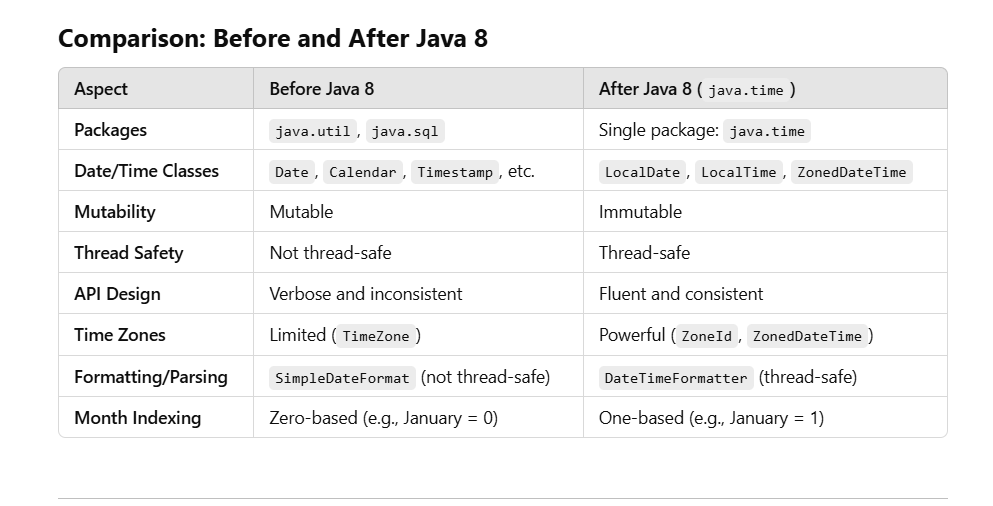 Comparison: Before and After Java 8
Aspect Before Java 8 After Java 8 ( java.time )
Packages java.util , java.sql Single package: java.time
Date/Time Classes Date , Calendar , Timestamp , etc. LocalDate , LocalTime , ZonedDateTime
Mutability Mutable Immutable
Thread Safety Not thread-safe Thread-safe
API Design Verbose and inconsistent Fluent and consistent
Time Zones Limited ( TimeZone ) Powerful ( ZoneId , ZonedDateTime )
Formatting/Parsing SimpleDateFormat (not thread-safe) DateTimeFormatter (thread-safe)
Month Indexing Zero-based (e.g., January = 0) One-based (e.g., January = 1)